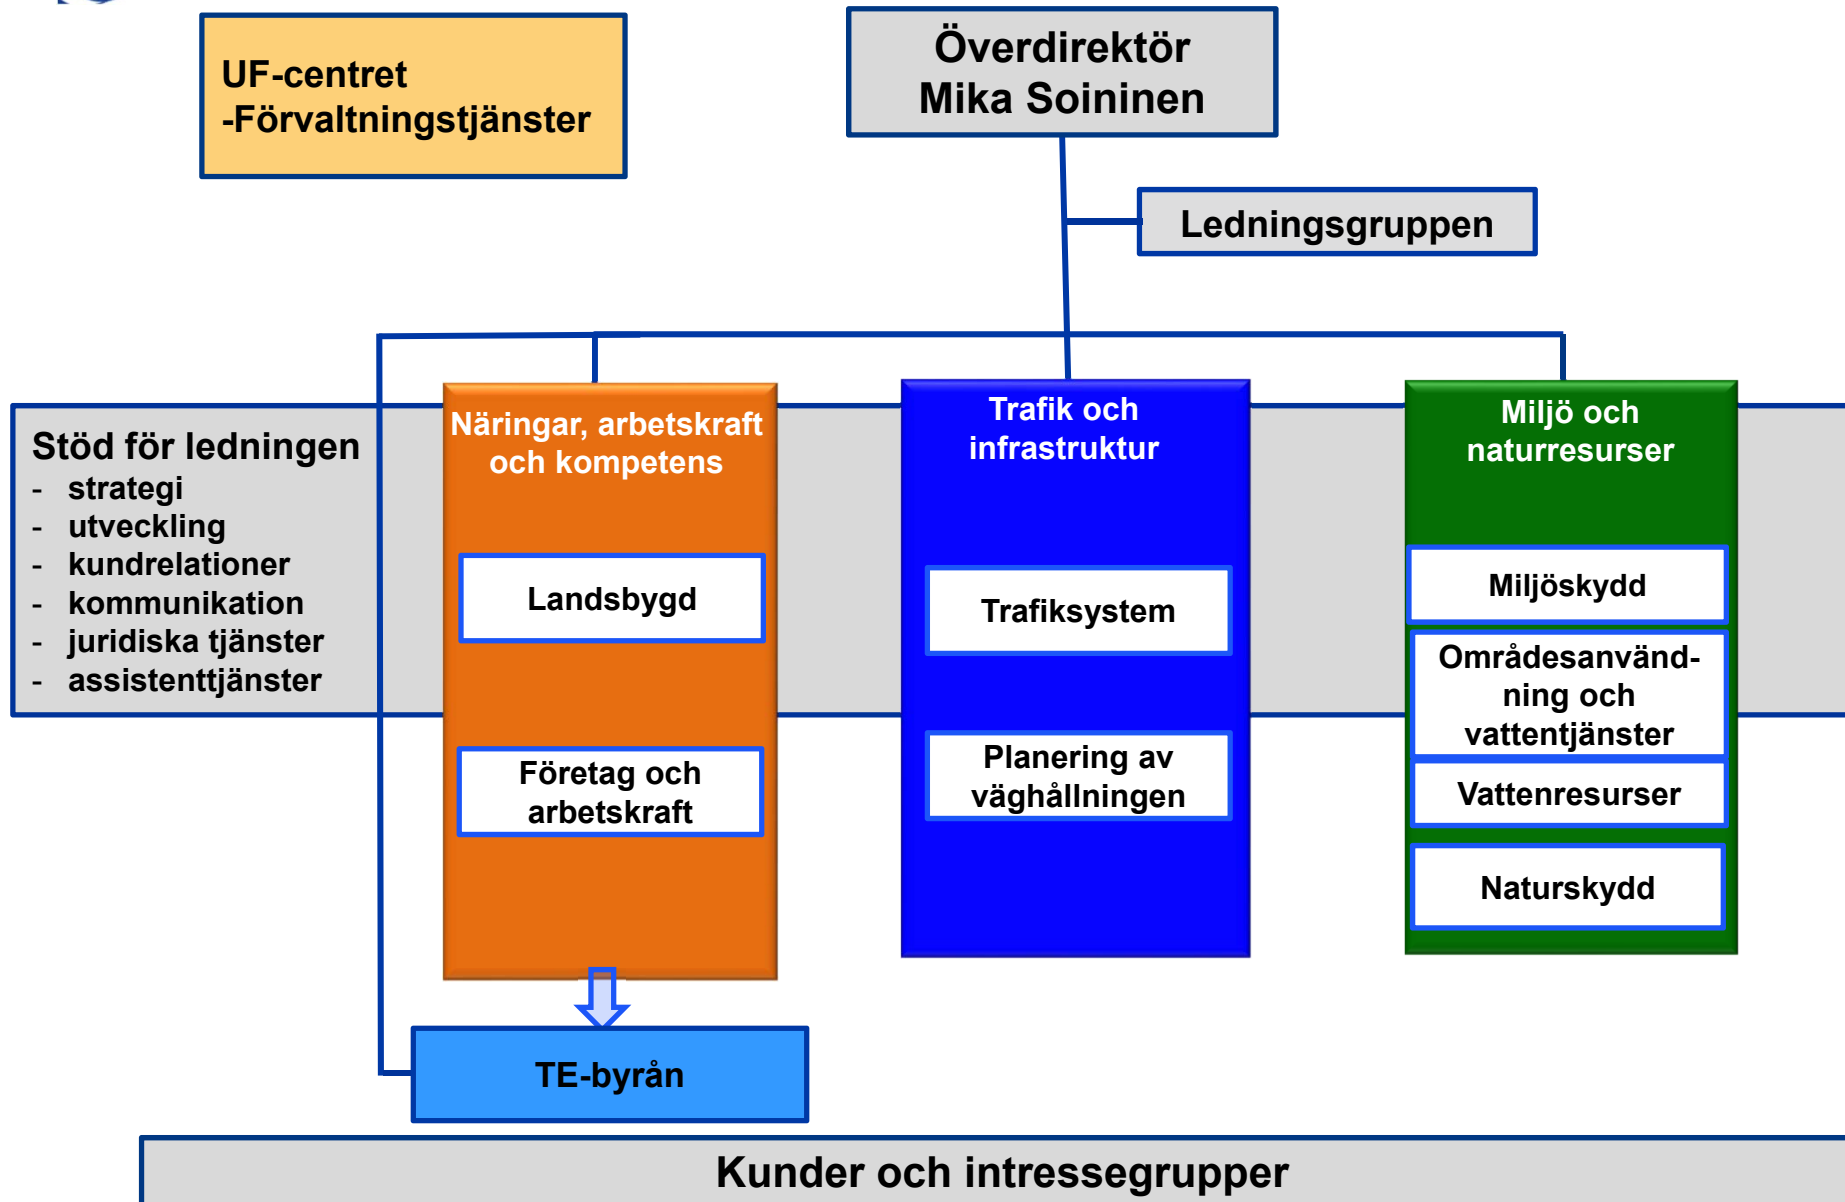 UF-centret
-Förvaltningstjänster
Överdirektör
Mika Soininen
Ledningsgruppen
Stöd för ledningen
- strategi
- utveckling
- kundrelationer
- kommunikation
- juridiska tjänster
- assistenttjänster
Näringar, arbetskraft
och kompetens
Landsbygd
Företag och
arbetskraft
Trafik och
infrastruktur
Trafiksystem
Planering av
väghållningen
Miljö och
naturresurser
Miljöskydd
Områdesanvänd-
ning och
vattentjänster
Vattenresurser
Naturskydd
TE-byrån
Kunder och intressegrupper